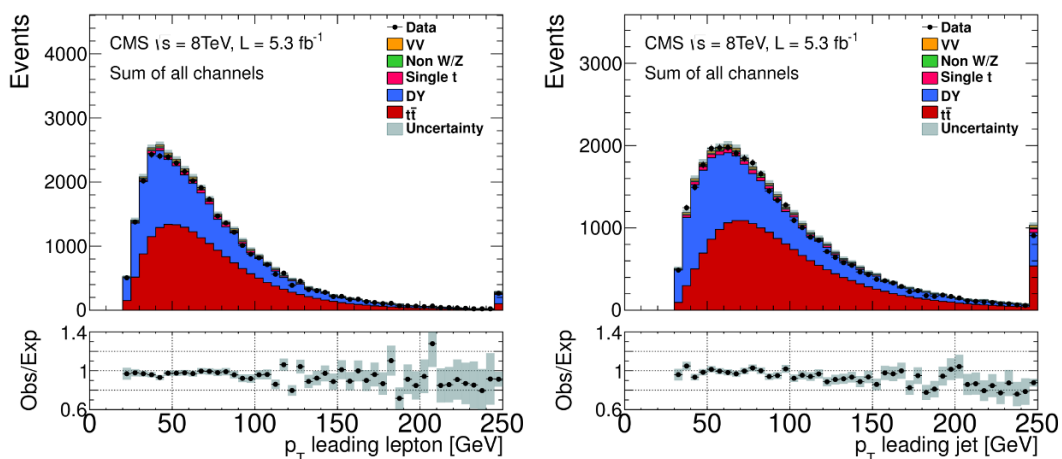 Events
4000
3000
2000
1000
0
CMS √s = 8TeV, L = 5.3 fb⁻¹
Sum of all channels
Data
VV
Non W/Z
Single t
DY
tt̄
Uncertainty
Obs/Exp
1.4
1
0.6
0 50 100 150 200 250
p_T leading lepton [GeV]
Events
3000
2000
1000
0
CMS √s = 8TeV, L = 5.3 fb⁻¹
Sum of all channels
Data
VV
Non W/Z
Single t
DY
tt̄
Uncertainty
Obs/Exp
1.4
1
0.6
0 50 100 150 200 250
p_T leading jet [GeV]